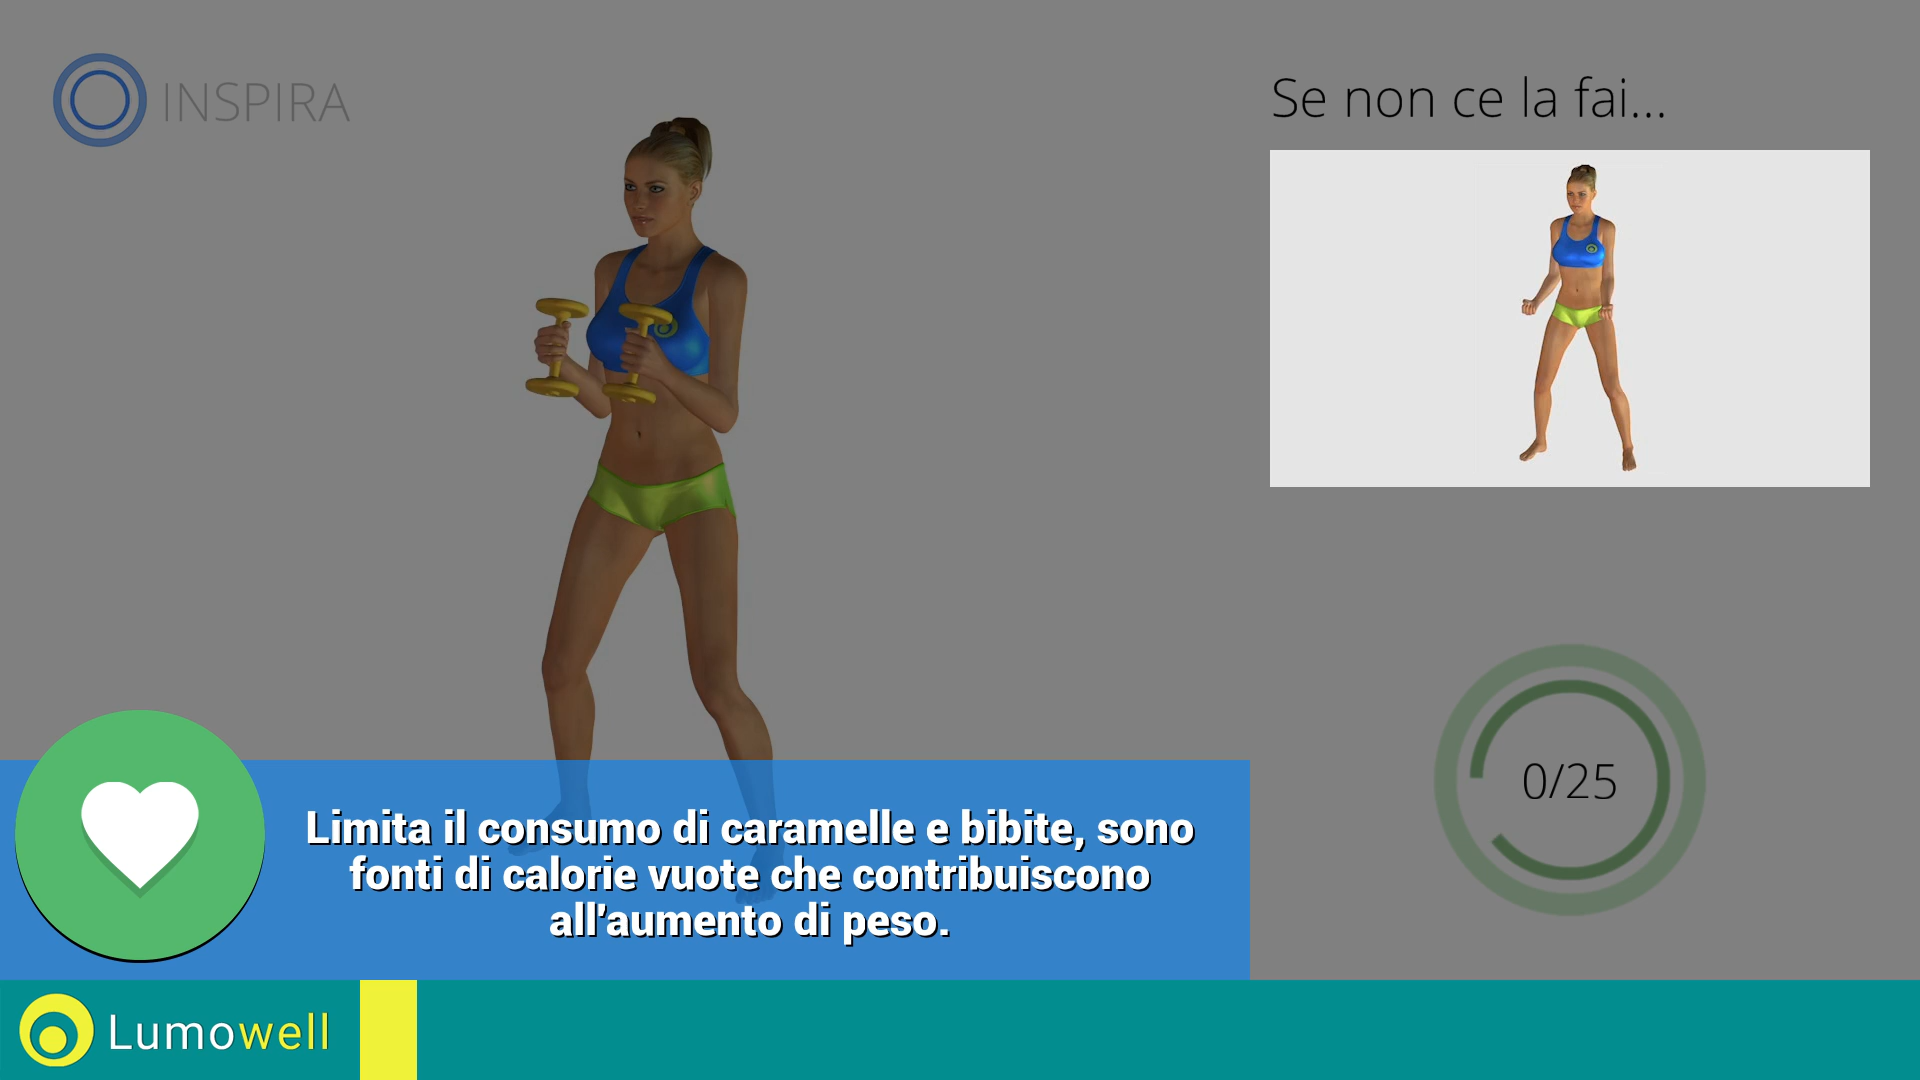 INSPIRA
Se non ce la fai...
0/25
Limita il consumo di caramelle e bibite, sono
fonti di calorie vuote che contribuiscono
all'aumento di peso.
Lumowell